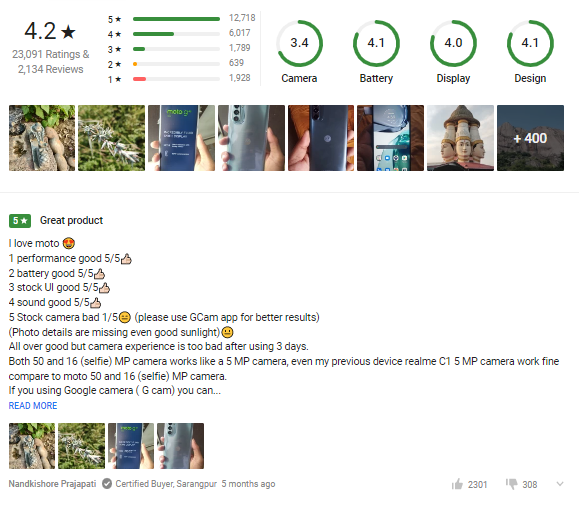 4.2★
23,091 Ratings &
2,134 Reviews
5★ 12,718
4★ 6,017
3★ 1,789
2★ 639
1★ 1,928
3.4 4.1 4.0 4.1
Camera Battery Display Design
moto g
+ 400
5★ Great product
I love moto 😍
1 performance good 5/5👍🏻
2 battery good 5/5👍🏻
3 stock UI good 5/5👍🏻
4 sound good 5/5👍🏻
5 Stock camera bad 1/5😑 (please use GCam app for better results)
(Photo details are missing even good sunlight)😐
All over good but camera experience is too bad after using 3 days.
Both 50 and 16 (selfie) MP camera works like a 5 MP camera, even my previous device realme C1 5 MP camera work fine
compare to moto 50 and 16 (selfie) MP camera.
If you using Google camera ( G cam) you can...
READ MORE
Nandkishore Prajapati Certified Buyer, Sarangpur 5 months ago 2301 308